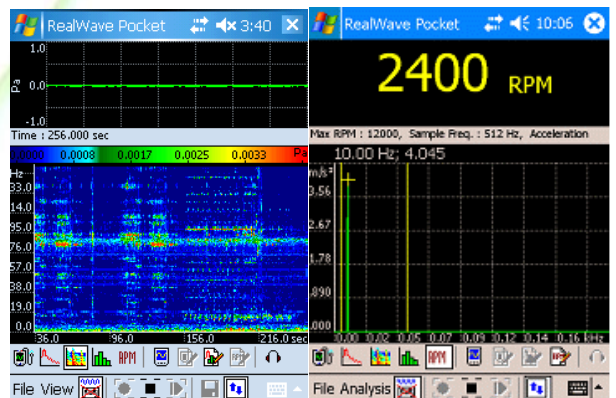 RealWave Pocket 3:40
1.0
Pa 0.0
-1.0
Time : 256.000 sec
0.0000 0.0008 0.0017 0.0025 0.0033 Pa
Hz
33.0
14.0
95.0
76.0
57.0
38.0
19.0
0.0
36.0 96.0 156.0 216.0 sec
RPM
File View
RealWave Pocket 10:06
2400 RPM
Max RPM : 12000, Sample Freq. : 512 Hz, Acceleration
10.00 Hz; 4.045
m/s²
3.56
2.67
1.78
.890
.000
0.00 0.02 0.05 0.07 0.09 0.12 0.14 0.16 kHz
RPM
File Analysis